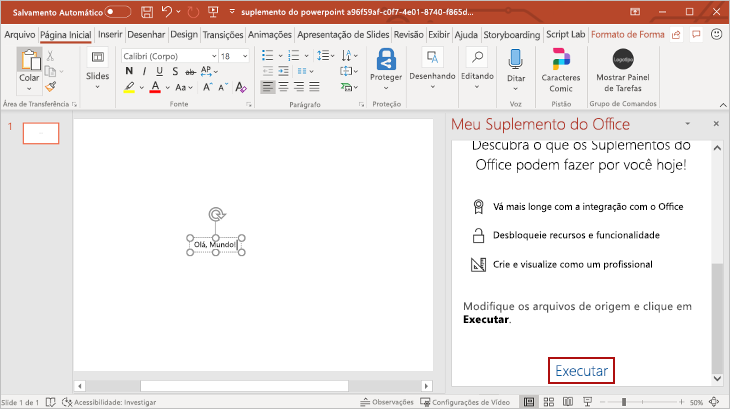 Salvamento Automático
suplemento do powerpoint a96f59af-c0f7-4e01-8740-f865d...
Arquivo Página Inicial Inserir Desenhar Design Transições Animações Apresentação de Slides Revisão Exibir Ajuda Storyboarding Script Lab Formato de Forma
Calibri (Corpo) 18
Logotipo
Colar
Slides
Proteger
Desenhando
Editando
Ditar
Caracteres
Comic
Mostrar Painel
de Tarefas
Área de Transferência
Fonte
Parágrafo
Proteção
Voz
Pistão
Grupo de Comandos
1
Olá, Mundo!
Meu Suplemento do Office
Descubra o que os Suplementos do
Office podem fazer por você hoje!
Vá mais longe com a integração com o Office
Desbloqueie recursos e funcionalidade
Crie e visualize como um profissional
Modifique os arquivos de origem e clique em
Executar.
Executar
Slide 1 de 1
Acessibilidade: Investigar
Observações
Configurações de Vídeo
50%